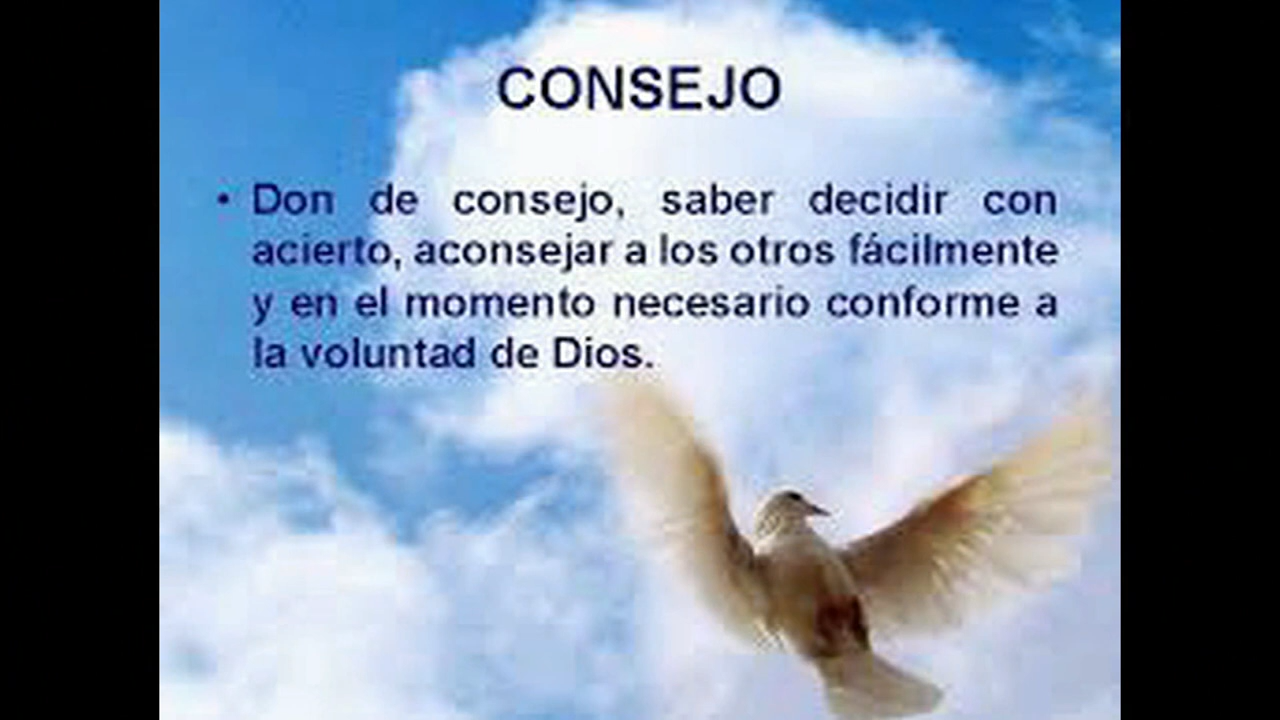 CONSEJO
• Don de consejo, saber decidir con
acierto, aconsejar a los otros fácilmente
y en el momento necesario conforme a
la voluntad de Dios.